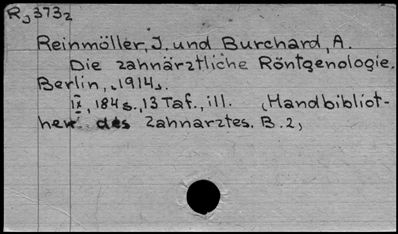 R, 3732
Reinmöller, J. und Burchard, A.
Die zahnärztliche Röntgenologie.
Berlin, 1914.
IX, 184 s., 13 Taf., ill. (Handbibliot-
hek des Zahnarztes. B. 2,